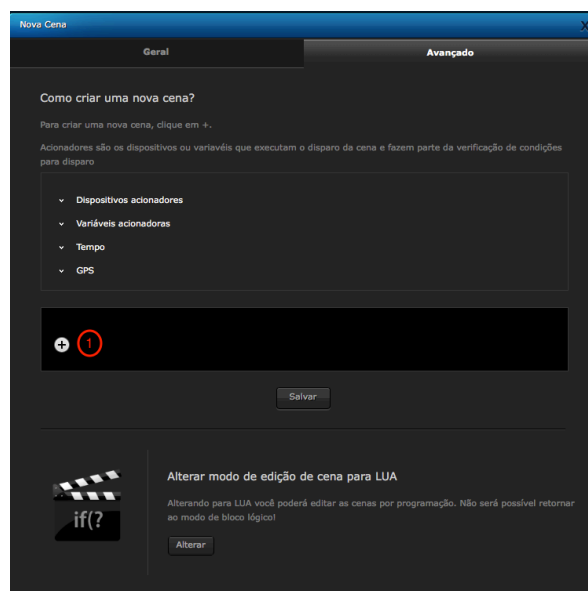 Nova Cena
X
Geral
Avançado
Como criar uma nova cena?
Para criar uma nova cena, clique em +.
Acionadores são os dispositivos ou variavéis que executam o disparo da cena e fazem parte da verificação de condições
para disparo
Dispositivos acionadores
Variáveis acionadoras
Tempo
GPS
1
Salvar
Alterar modo de edição de cena para LUA
Alterando para LUA você poderá editar as cenas por programação. Não será possível retornar
ao modo de bloco lógico!
if(?
Alterar